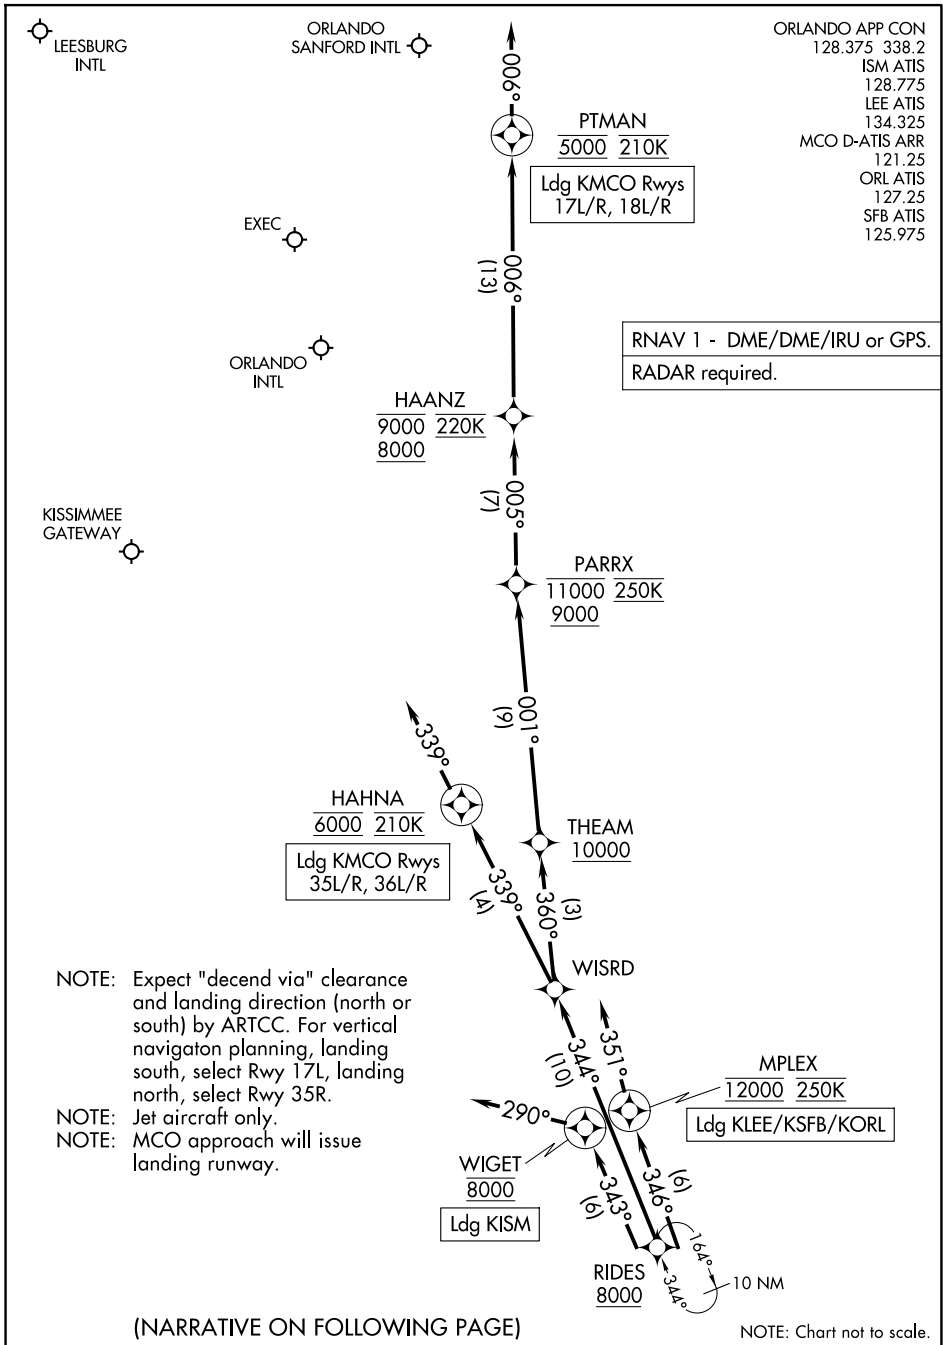 LEESBURG
INTL
ORLANDO
SANFORD INTL
ORLANDO APP CON
128.375 338.2
ISM ATIS
128.775
LEE ATIS
134.325
MCO D-ATIS ARR
121.25
ORL ATIS
127.25
SFB ATIS
125.975
006°
PTMAN
5000 210K
Ldg KMCO Rwys
17L/R, 18L/R
EXEC
006°
(13)
RNAV 1 - DME/DME/IRU or GPS.
RADAR required.
ORLANDO
INTL
HAANZ
9000 220K
8000
005°
(7)
KISSIMMEE
GATEWAY
PARRX
11000 250K
9000
001°
(9)
339°
HAHNA
6000 210K
Ldg KMCO Rwys
35L/R, 36L/R
THEAM
10000
339°
(4)
360°
(3)
WISRD
NOTE: Expect "decend via" clearance
and landing direction (north or
south) by ARTCC. For vertical
navigaton planning, landing
south, select Rwy 17L, landing
north, select Rwy 35R.
NOTE: Jet aircraft only.
NOTE: MCO approach will issue
landing runway.
344°
(10)
351°
MPLEX
12000 250K
Ldg KLEE/KSFB/KORL
290°
WIGET
8000
Ldg KISM
343°
(6)
346°
(6)
RIDES
8000
164°
344°
10 NM
(NARRATIVE ON FOLLOWING PAGE)
NOTE: Chart not to scale.